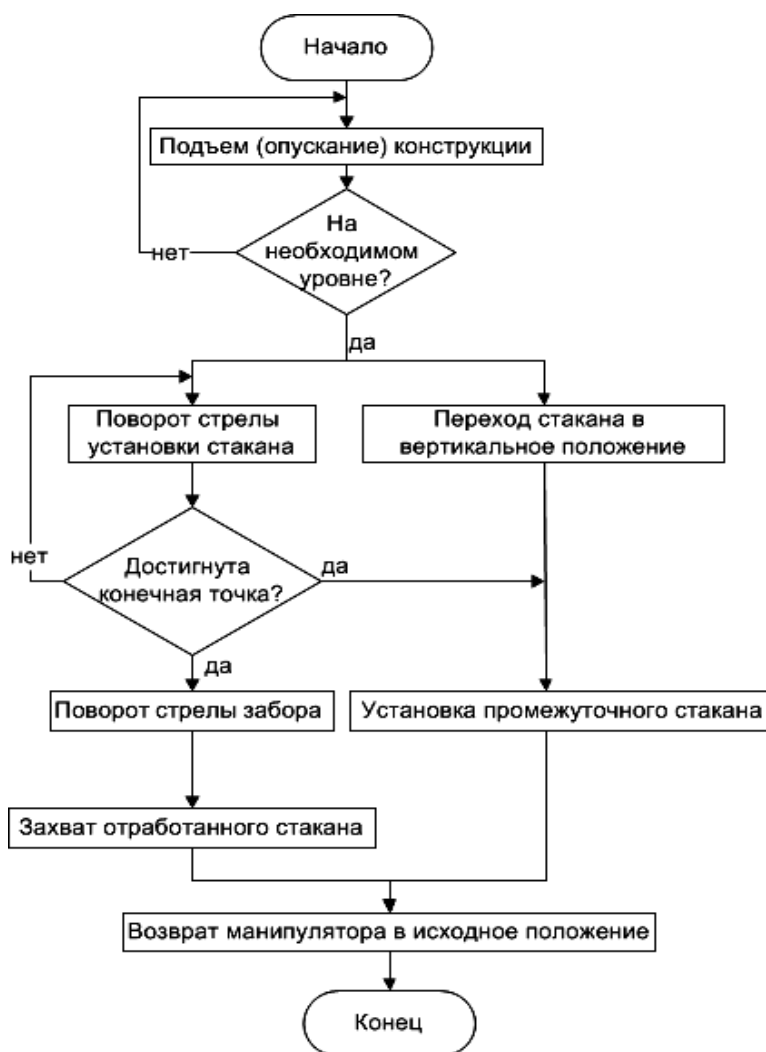 Начало
Подъем (опускание) конструкции
На
необходимом
уровне?
нет
да
Поворот стрелы
установки стакана
Переход стакана в
вертикальное положение
нет
Достигнута
конечная точка?
да
да
Поворот стрелы забора
Установка промежуточного стакана
Захват отработанного стакана
Возврат манипулятора в исходное положение
Конец